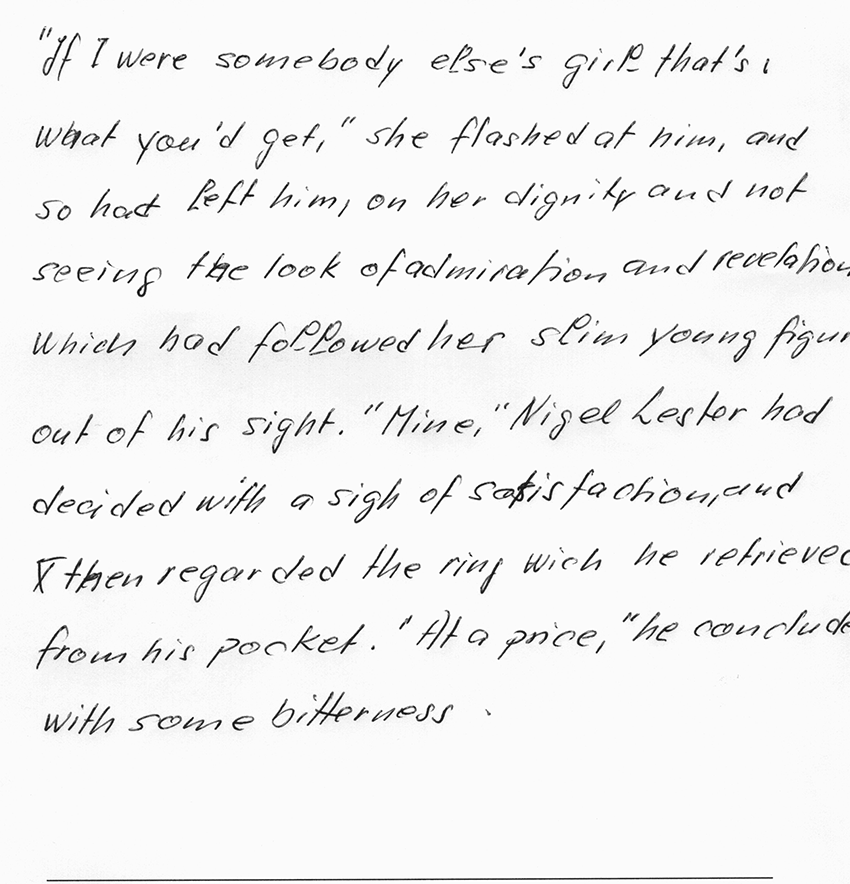 "If I were somebody else's girl that's
what you'd get," she flashed at him, and
so had left him, on her dignity and not
seeing the look of admiration and revelation
which had followed her slim young figur
out of his sight. "Mine," Nigel Lester had
decided with a sigh of satisfaction, and
then regarded the ring wich he retrieved
from his pocket. "At a price," he conclude
with some bitterness.